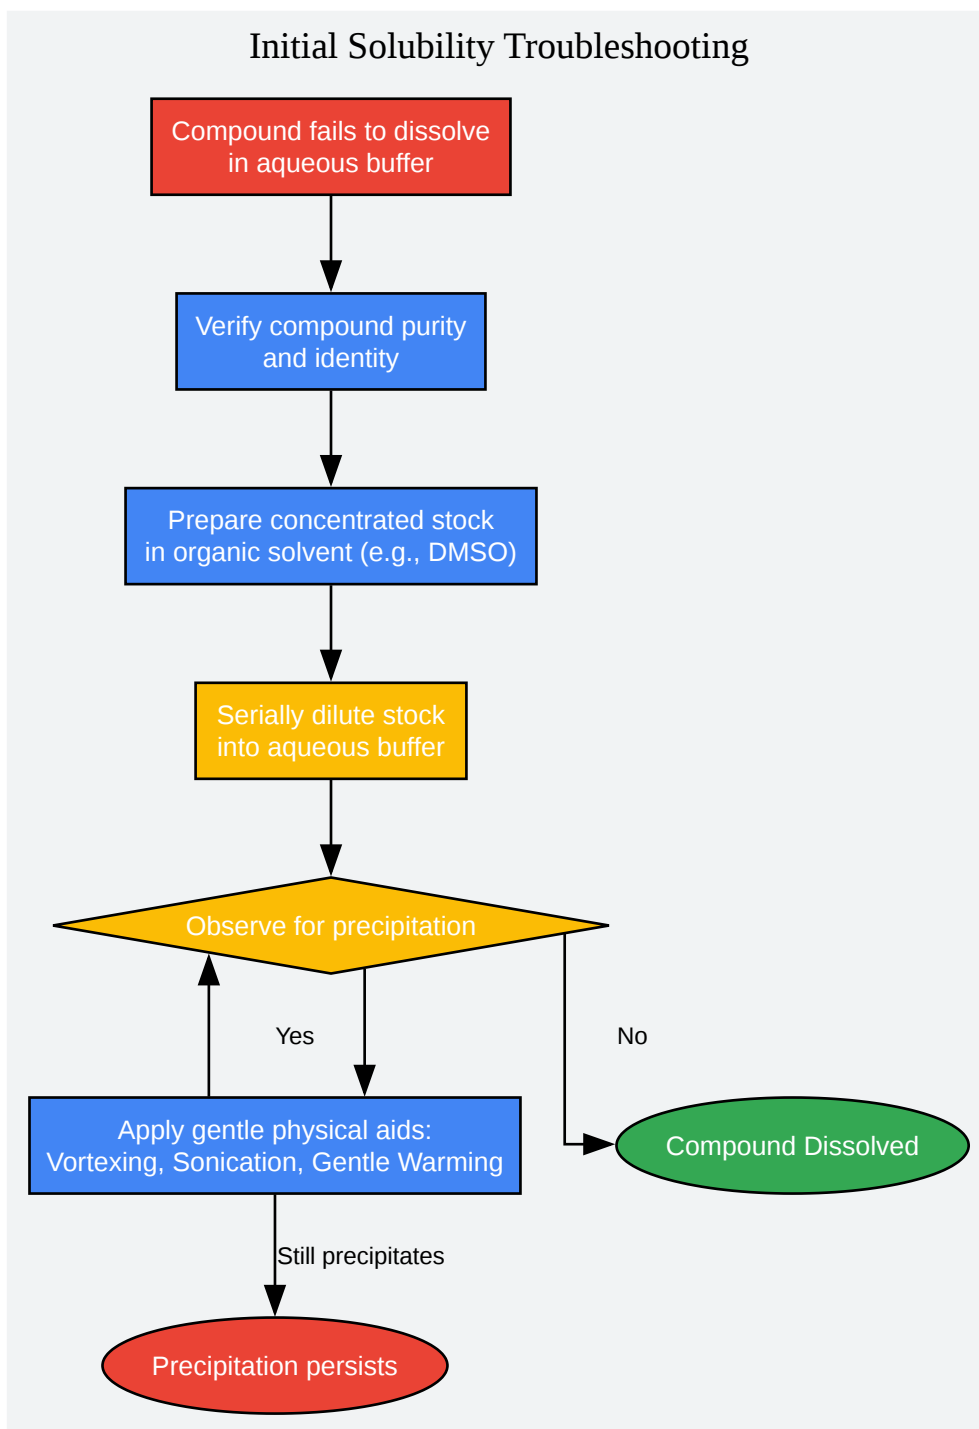 Initial Solubility Troubleshooting
Compound fails to dissolve
in aqueous buffer
Verify compound purity
and identity
Prepare concentrated stock
in organic solvent (e.g., DMSO)
Serially dilute stock
into aqueous buffer
Observe for precipitation
Yes
No
Apply gentle physical aids:
Vortexing, Sonication, Gentle Warming
Compound Dissolved
Still precipitates
Precipitation persists